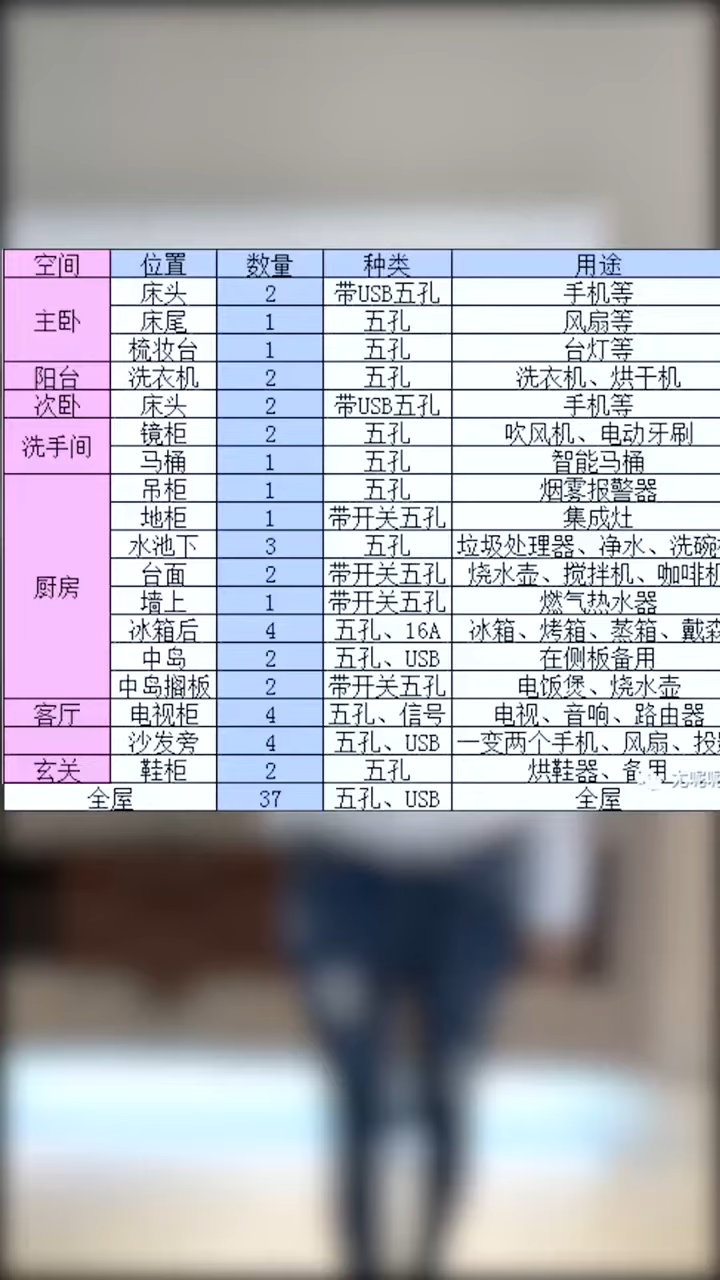 空间 位置 数量 种类 用途
主卧 床头 2 带USB五孔 手机等
床尾 1 五孔 风扇等
梳妆台 1 五孔 台灯等
阳台 洗衣机 2 五孔 洗衣机、烘干机
次卧 床头 2 带USB五孔 手机等
洗手间 镜柜 2 五孔 吹风机、电动牙刷
马桶 1 五孔 智能马桶
厨房 吊柜 1 五孔 烟雾报警器
地柜 1 带开关五孔 集成灶
水池下 3 五孔 垃圾处理器、净水、洗碗
台面 2 带开关五孔 烧水壶、搅拌机、咖啡机
墙上 1 带开关五孔 燃气热水器
冰箱后 4 五孔、16A 冰箱、烤箱、蒸箱、戴森
中岛 2 五孔、USB 在侧板备用
中岛搁板 2 带开关五孔 电饭煲、烧水壶
客厅 电视柜 4 五孔、信号 电视、音响、路由器
沙发旁 4 五孔、USB 一变两个手机、风扇、投影
玄关 鞋柜 2 五孔 烘鞋器、备用
全屋 37 五孔、USB 全屋